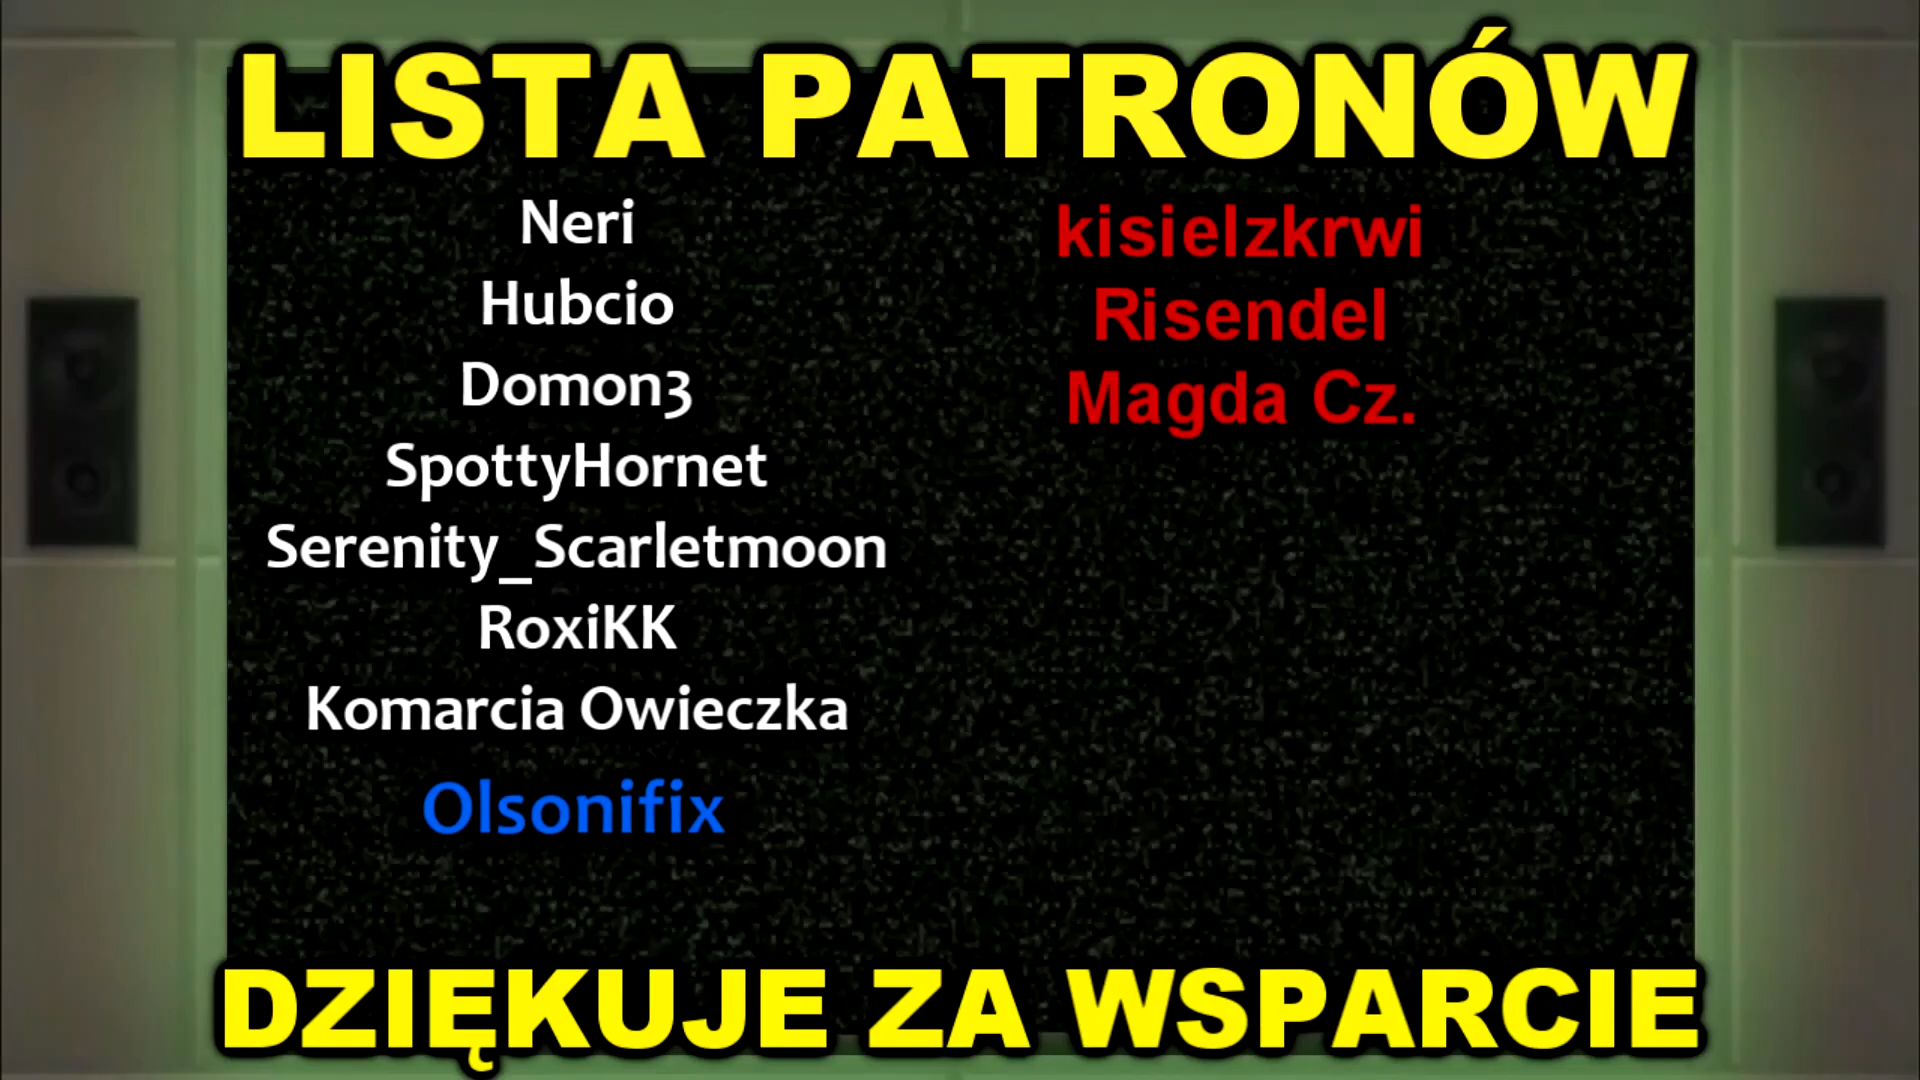 LISTA PATRONÓW
Neri
Hubcio
Domon3
SpottyHornet
Serenity_Scarletmoon
RoxiKK
Komarcia Owieczka
Olsonifix
kisielzkrwi
Risendel
Magda Cz.
DZIĘKUJE ZA WSPARCIE